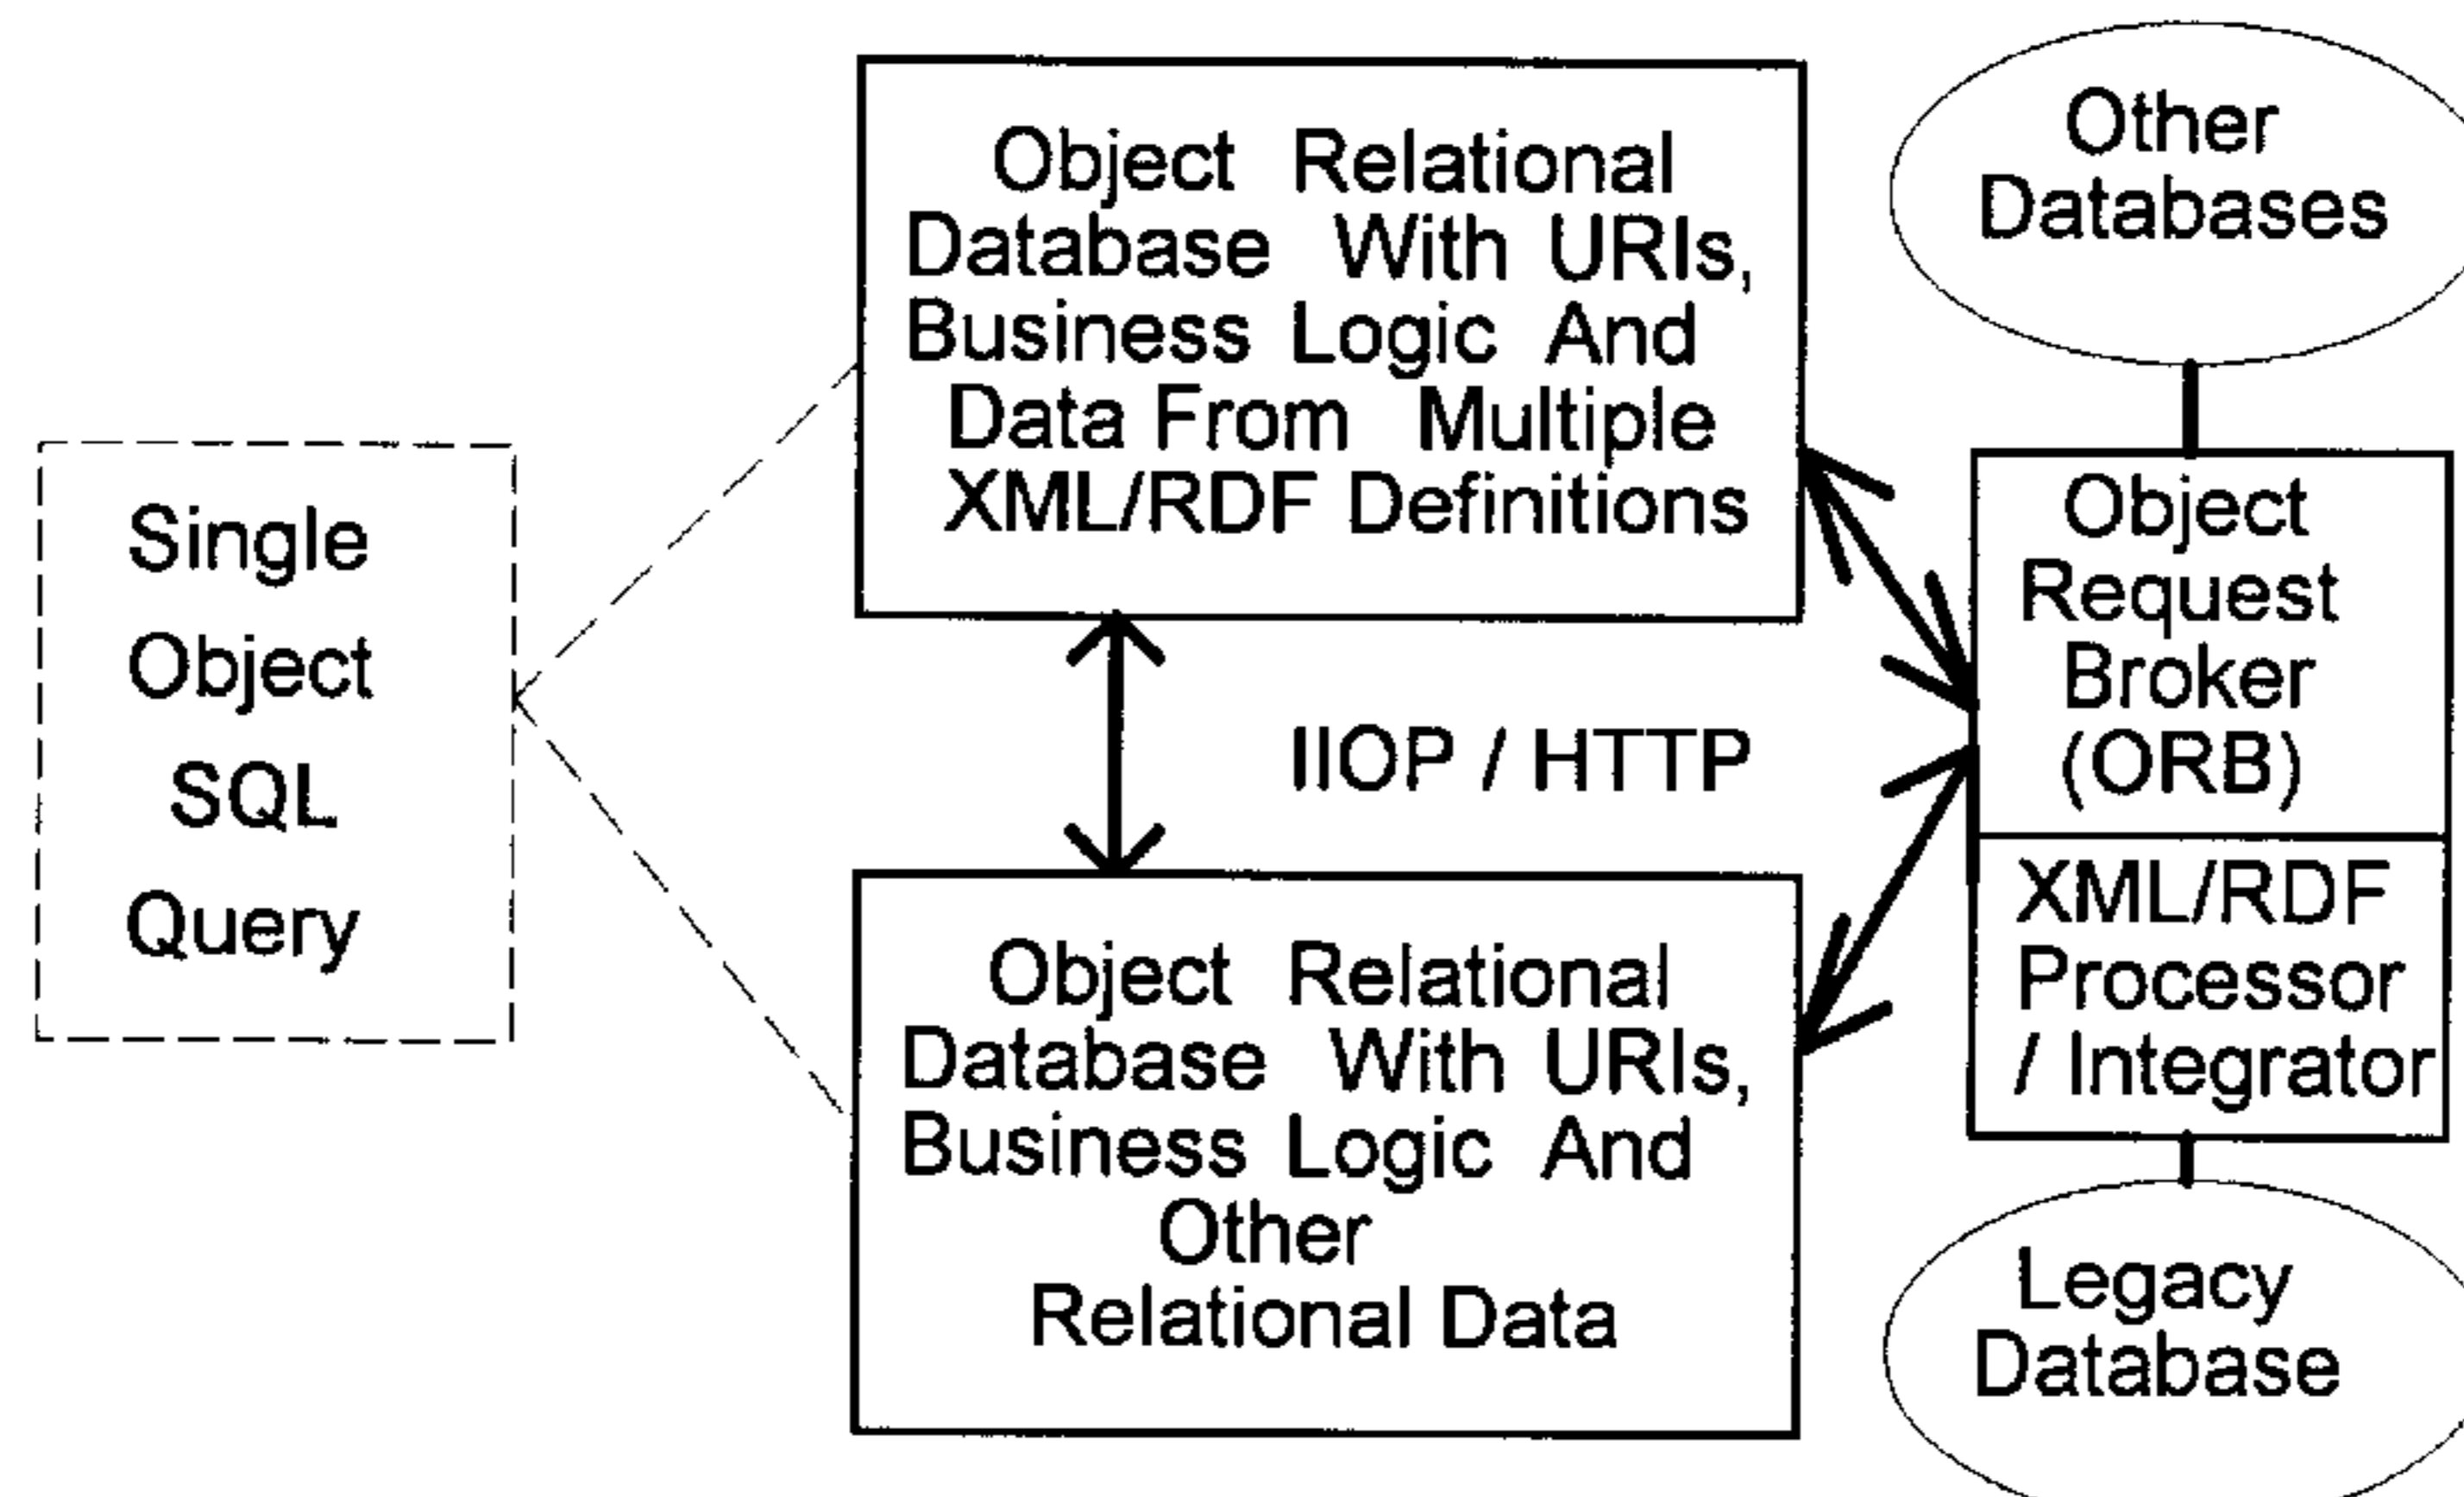 Single
Object
SQL
Query
Object Relational
Database With URIs,
Business Logic And
Data From Multiple
XML/RDF Definitions
IIOP / HTTP
Object Relational
Database With URIs,
Business Logic And
Other
Relational Data
Other
Databases
Object
Request
Broker
(ORB)
XML/RDF
Processor
/ Integrator
Legacy
Database